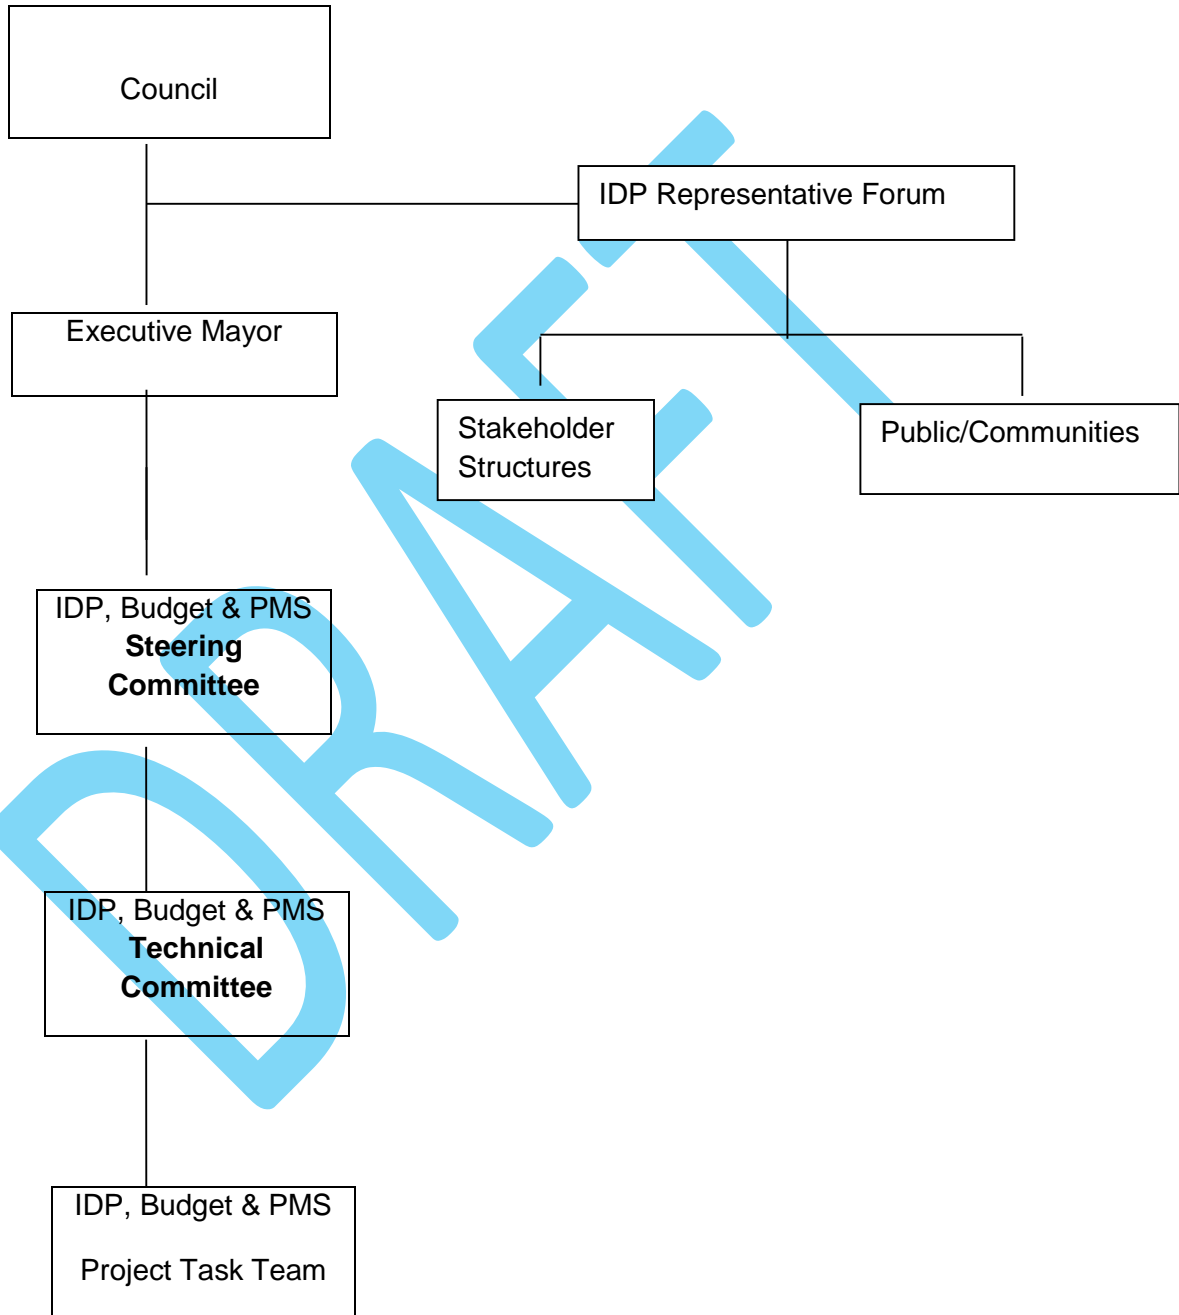 Council
IDP Representative Forum
Executive Mayor
Stakeholder
Structures
Public/Communities
IDP, Budget & PMS
Steering
Committee
IDP, Budget & PMS
Technical
Committee
IDP, Budget & PMS
Project Task Team
DRAFT